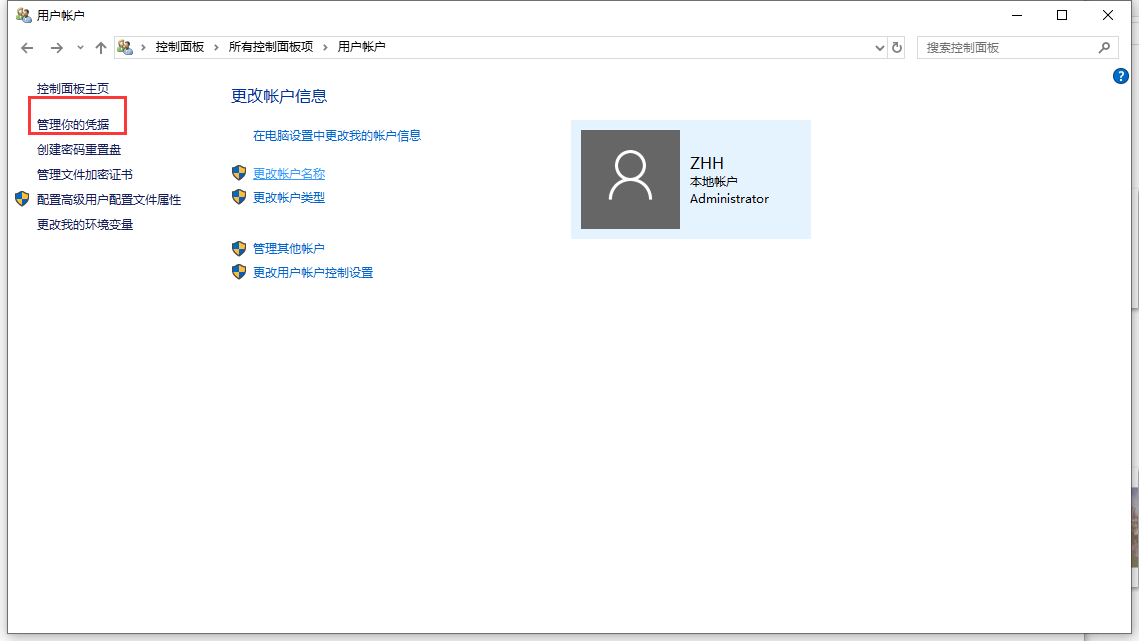 用户帐户
控制面板 › 所有控制面板项 › 用户帐户
搜索控制面板
?
控制面板主页
管理你的凭据
创建密码重置盘
管理文件加密证书
配置高级用户配置文件属性
更改我的环境变量
更改帐户信息
在电脑设置中更改我的帐户信息
更改帐户名称
更改帐户类型
管理其他帐户
更改用户帐户控制设置
ZHH
本地帐户
Administrator